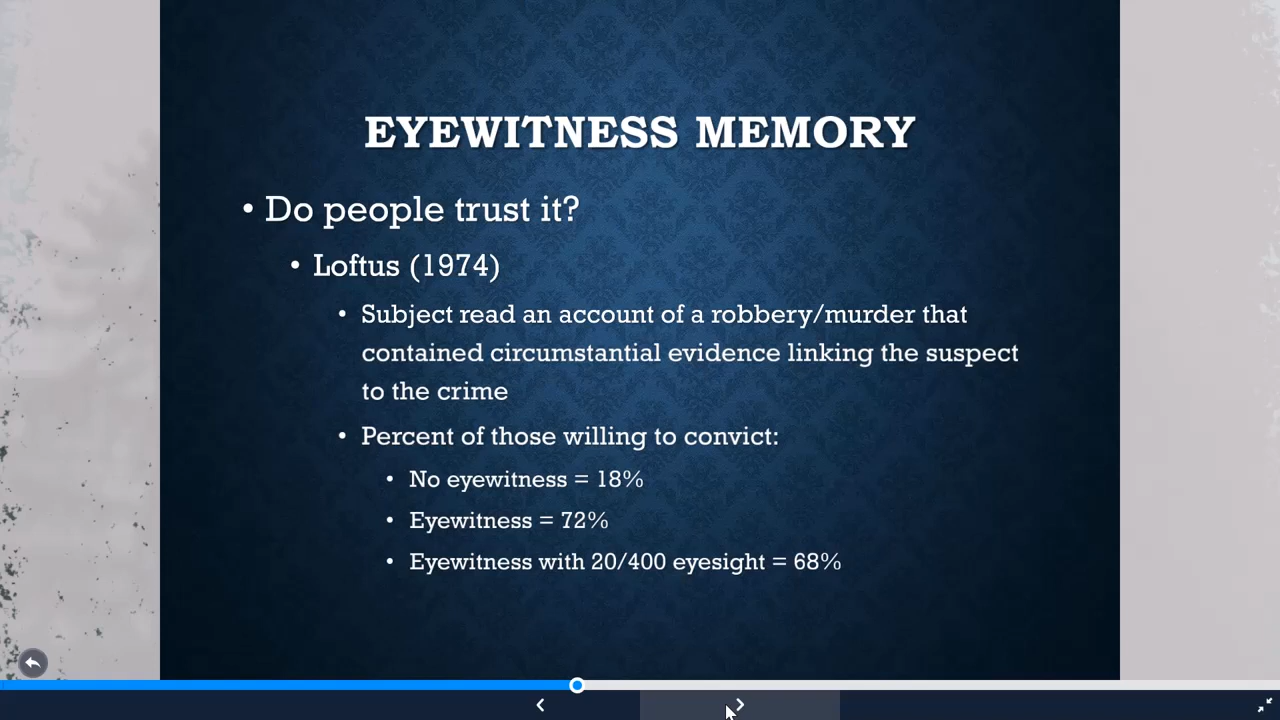 EYEWITNESS MEMORY
• Do people trust it?
• Loftus (1974)
• Subject read an account of a robbery/murder that
contained circumstantial evidence linking the suspect
to the crime
• Percent of those willing to convict:
• No eyewitness = 18%
• Eyewitness = 72%
• Eyewitness with 20/400 eyesight = 68%